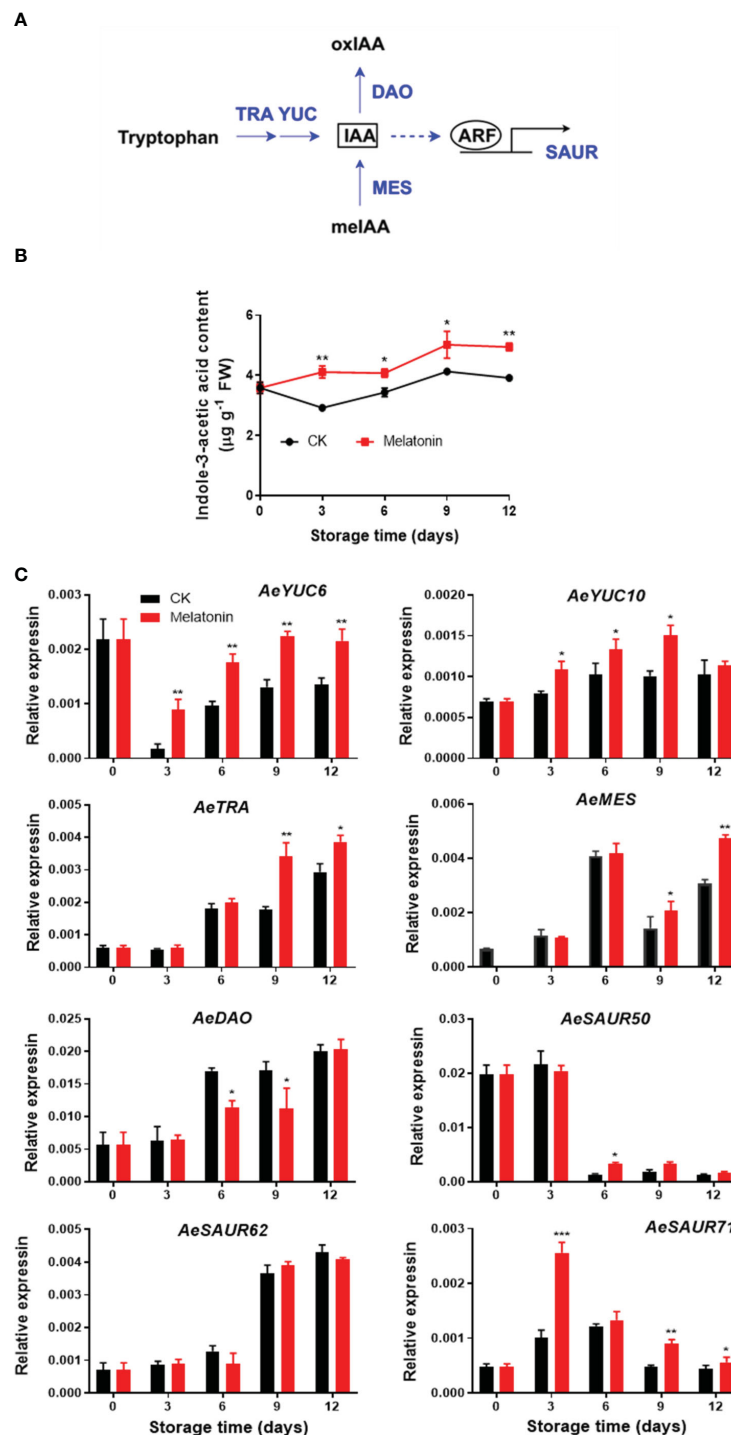 A
oxIAA
DAO
TRA YUC
Tryptophan
IAA
ARF
SAUR
MES
meIAA
B
Indole-3-acetic acid content
(µg g-1 FW)
6
4
2
0
**
*
*
**
CK
Melatonin
0 3 6 9 12
Storage time (days)
C
AeYUC6
CK
Melatonin
Relative expressin
0.003
0.002
0.001
0.000
**
**
**
**
0 3 6 9 12
AeYUC10
Relative expressin
0.0020
0.0015
0.0010
0.0005
0.0000
*
*
*
0 3 6 9 12
AeTRA
Relative expressin
0.005
0.004
0.003
0.002
0.001
0.000
**
*
0 3 6 9 12
AeMES
Relative expressin
0.006
0.004
0.002
0.000
*
**
0 3 6 9 12
AeDAO
Relative expressin
0.025
0.020
0.015
0.010
0.005
0.000
*
*
0 3 6 9 12
AeSAUR50
Relative expressin
0.03
0.02
0.01
0.00
*
0 3 6 9 12
AeSAUR62
Relative expressin
0.005
0.004
0.003
0.002
0.001
0.000
0 3 6 9 12
Storage time (days)
AeSAUR71
Relative expressin
0.003
0.002
0.001
0.000
***
**
*
0 3 6 9 12
Storage time (days)